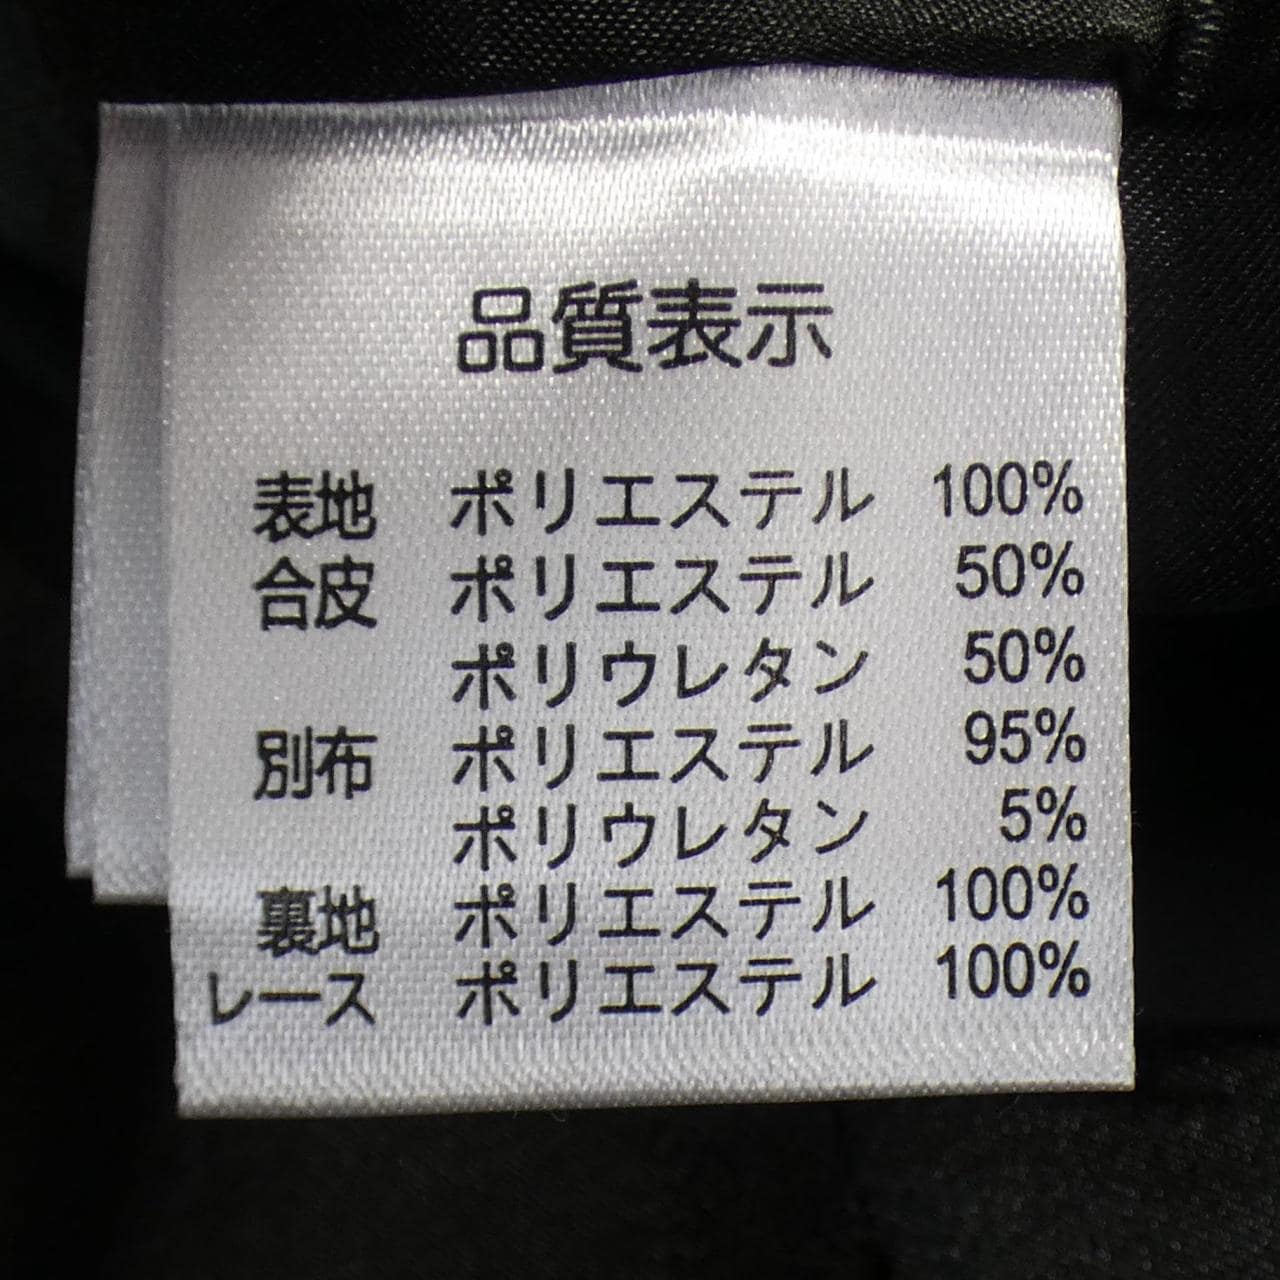 品質表示
表地 ポリエステル 100%
合皮 ポリエステル 50%
ポリウレタン 50%
別布 ポリエステル 95%
ポリウレタン 5%
裏地 ポリエステル 100%
レース ポリエステル 100%